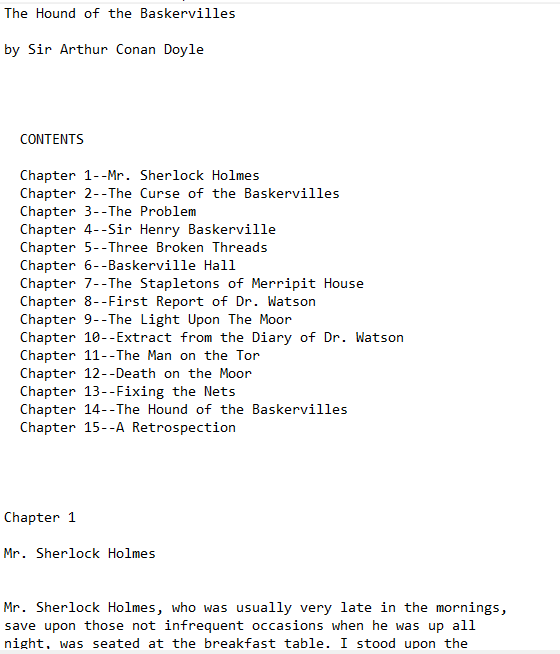 The Hound of the Baskervilles
by Sir Arthur Conan Doyle
CONTENTS
Chapter 1--Mr. Sherlock Holmes
Chapter 2--The Curse of the Baskervilles
Chapter 3--The Problem
Chapter 4--Sir Henry Baskerville
Chapter 5--Three Broken Threads
Chapter 6--Baskerville Hall
Chapter 7--The Stapletons of Merripit House
Chapter 8--First Report of Dr. Watson
Chapter 9--The Light Upon The Moor
Chapter 10--Extract from the Diary of Dr. Watson
Chapter 11--The Man on the Tor
Chapter 12--Death on the Moor
Chapter 13--Fixing the Nets
Chapter 14--The Hound of the Baskervilles
Chapter 15--A Retrospection
Chapter 1
Mr. Sherlock Holmes
Mr. Sherlock Holmes, who was usually very late in the mornings,
save upon those not infrequent occasions when he was up all
night, was seated at the breakfast table. I stood upon the